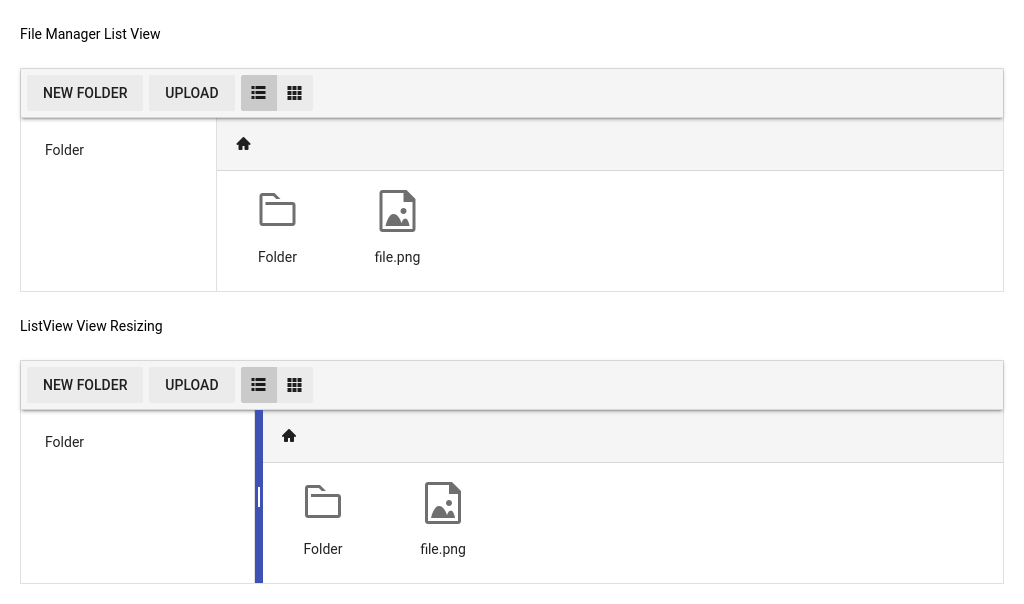 File Manager List View
NEW FOLDER UPLOAD
Folder
Folder file.png
ListView View Resizing
NEW FOLDER UPLOAD
Folder
Folder file.png